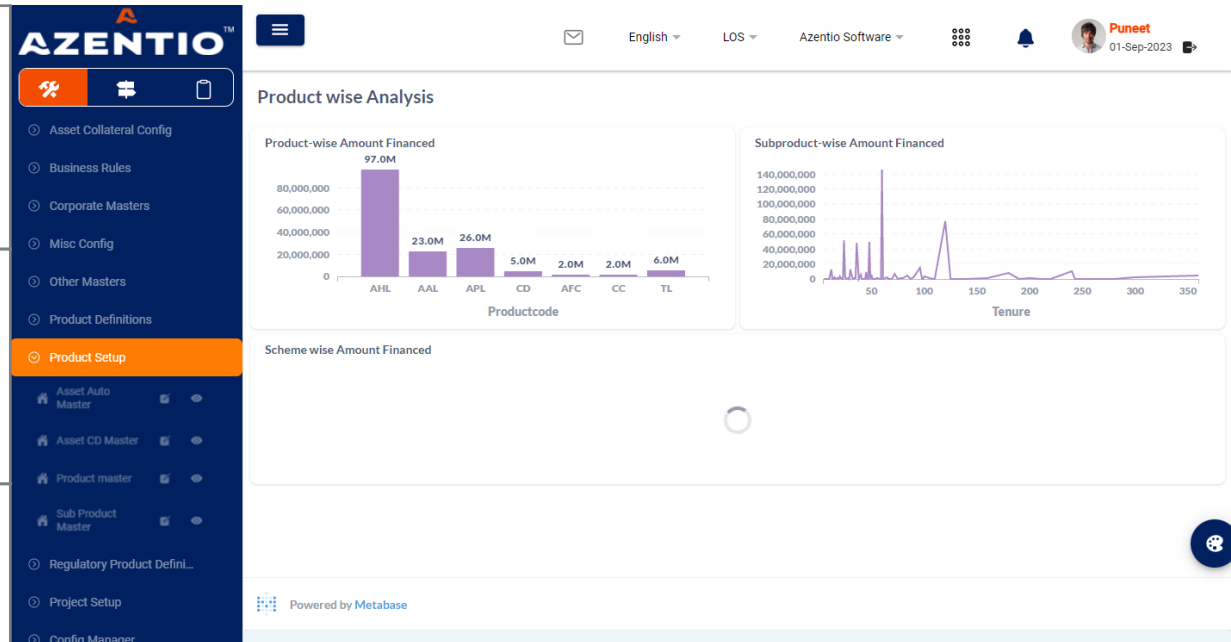 AZENTIO™
English
LOS
Azentio Software
Puneet
01-Sep-2023
Asset Collateral Config
Business Rules
Corporate Masters
Misc Config
Other Masters
Product Definitions
Product Setup
Asset Auto
Master
Asset CD Master
Product master
Sub Product
Master
Regulatory Product Defini...
Project Setup
Config Manager
Product wise Analysis
Product-wise Amount Financed
97.0M
80,000,000
60,000,000
40,000,000
20,000,000
0
23.0M
26.0M
5.0M
2.0M
2.0M
6.0M
AHL AAL APL CD AFC CC TL
Productcode
Subproduct-wise Amount Financed
140,000,000
120,000,000
100,000,000
80,000,000
60,000,000
40,000,000
20,000,000
0
50 100 150 200 250 300 350
Tenure
Scheme wise Amount Financed
Powered by Metabase